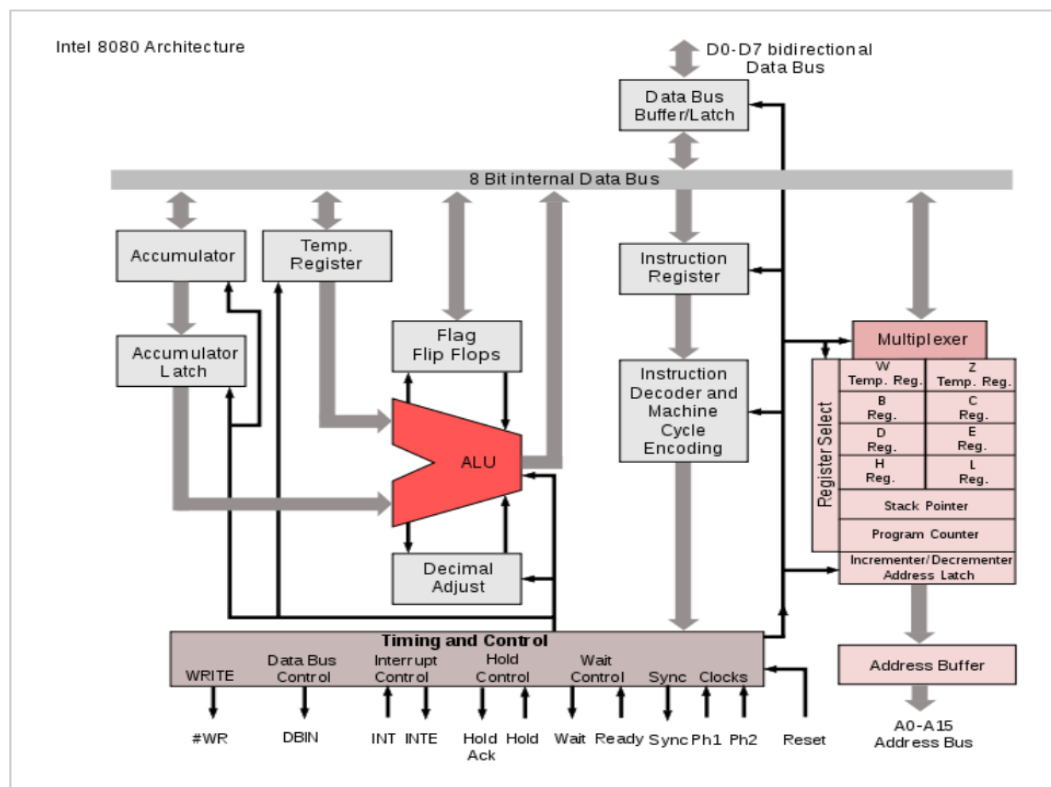 Intel 8080 Architecture
D0-D7 bidirectional
Data Bus
Data Bus
Buffer/Latch
8 Bit internal Data Bus
Accumulator
Temp.
Register
Instruction
Register
Accumulator
Latch
Flag
Flip Flops
Instruction
Decoder and
Machine
Cycle
Encoding
ALU
Decimal
Adjust
Multiplexer
Register Select
W
Temp. Reg.
Z
Temp. Reg.
B
Reg.
C
Reg.
D
Reg.
E
Reg.
H
Reg.
L
Reg.
Stack Pointer
Program Counter
Incrementer/Decrementer
Address Latch
Address Buffer
A0-A15
Address Bus
Timing and Control
WRITE
Data Bus
Control
Interrupt
Control
Hold
Control
Wait
Control
Sync
Clocks
#WR
DBIN
INT
INTE
Hold
Ack
Hold
Wait
Ready
Sync
Ph1
Ph2
Reset